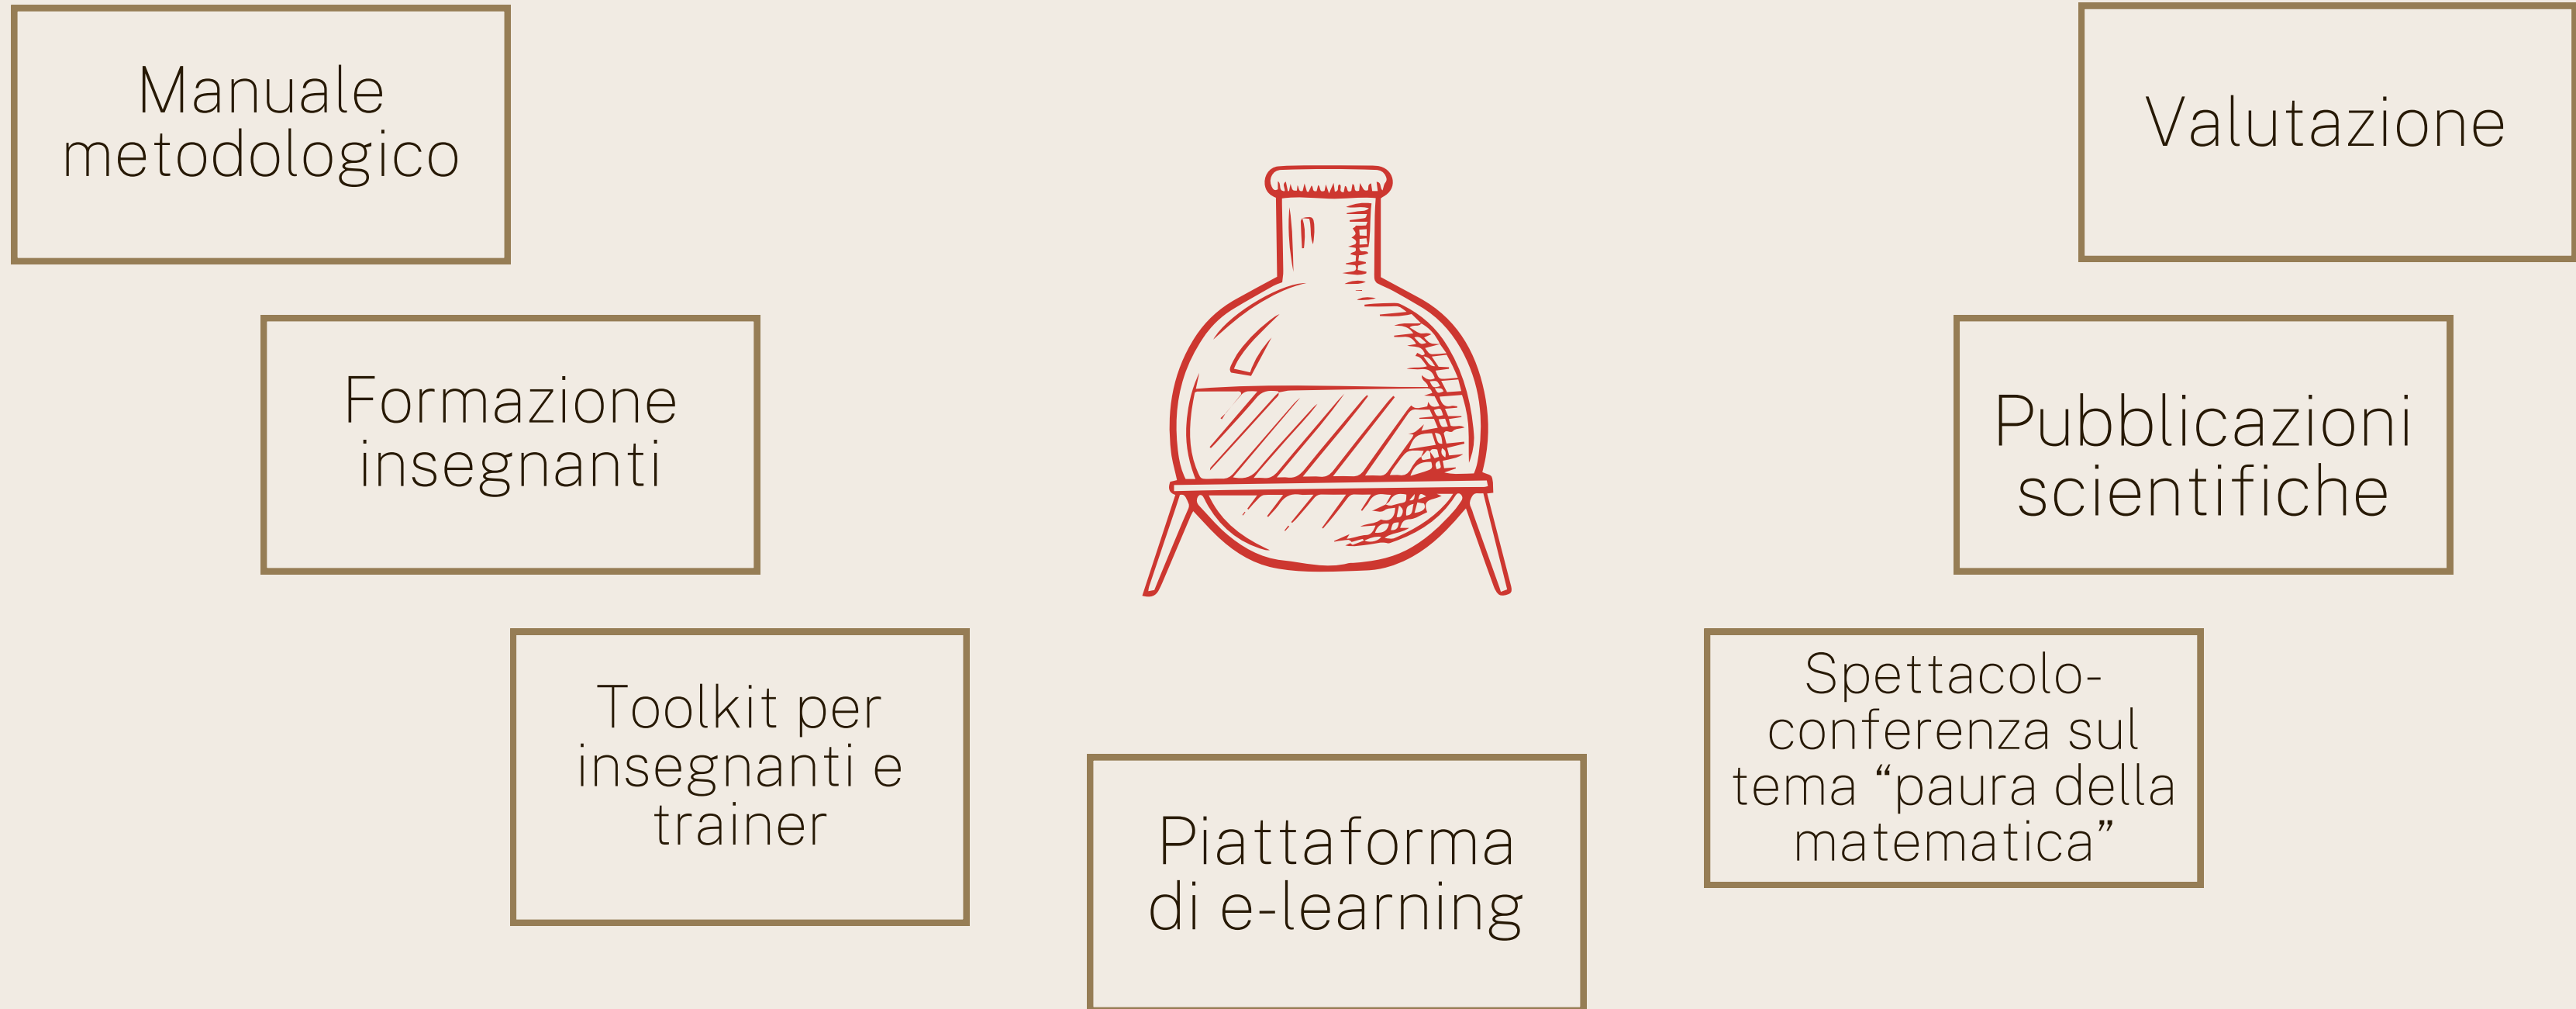 Manuale
metodologico
Formazione
insegnanti
Toolkit per
insegnanti e
trainer
Piattaforma
di e-learning
Spettacolo-
conferenza sul
tema “paura della
matematica”
Pubblicazioni
scientifiche
Valutazione